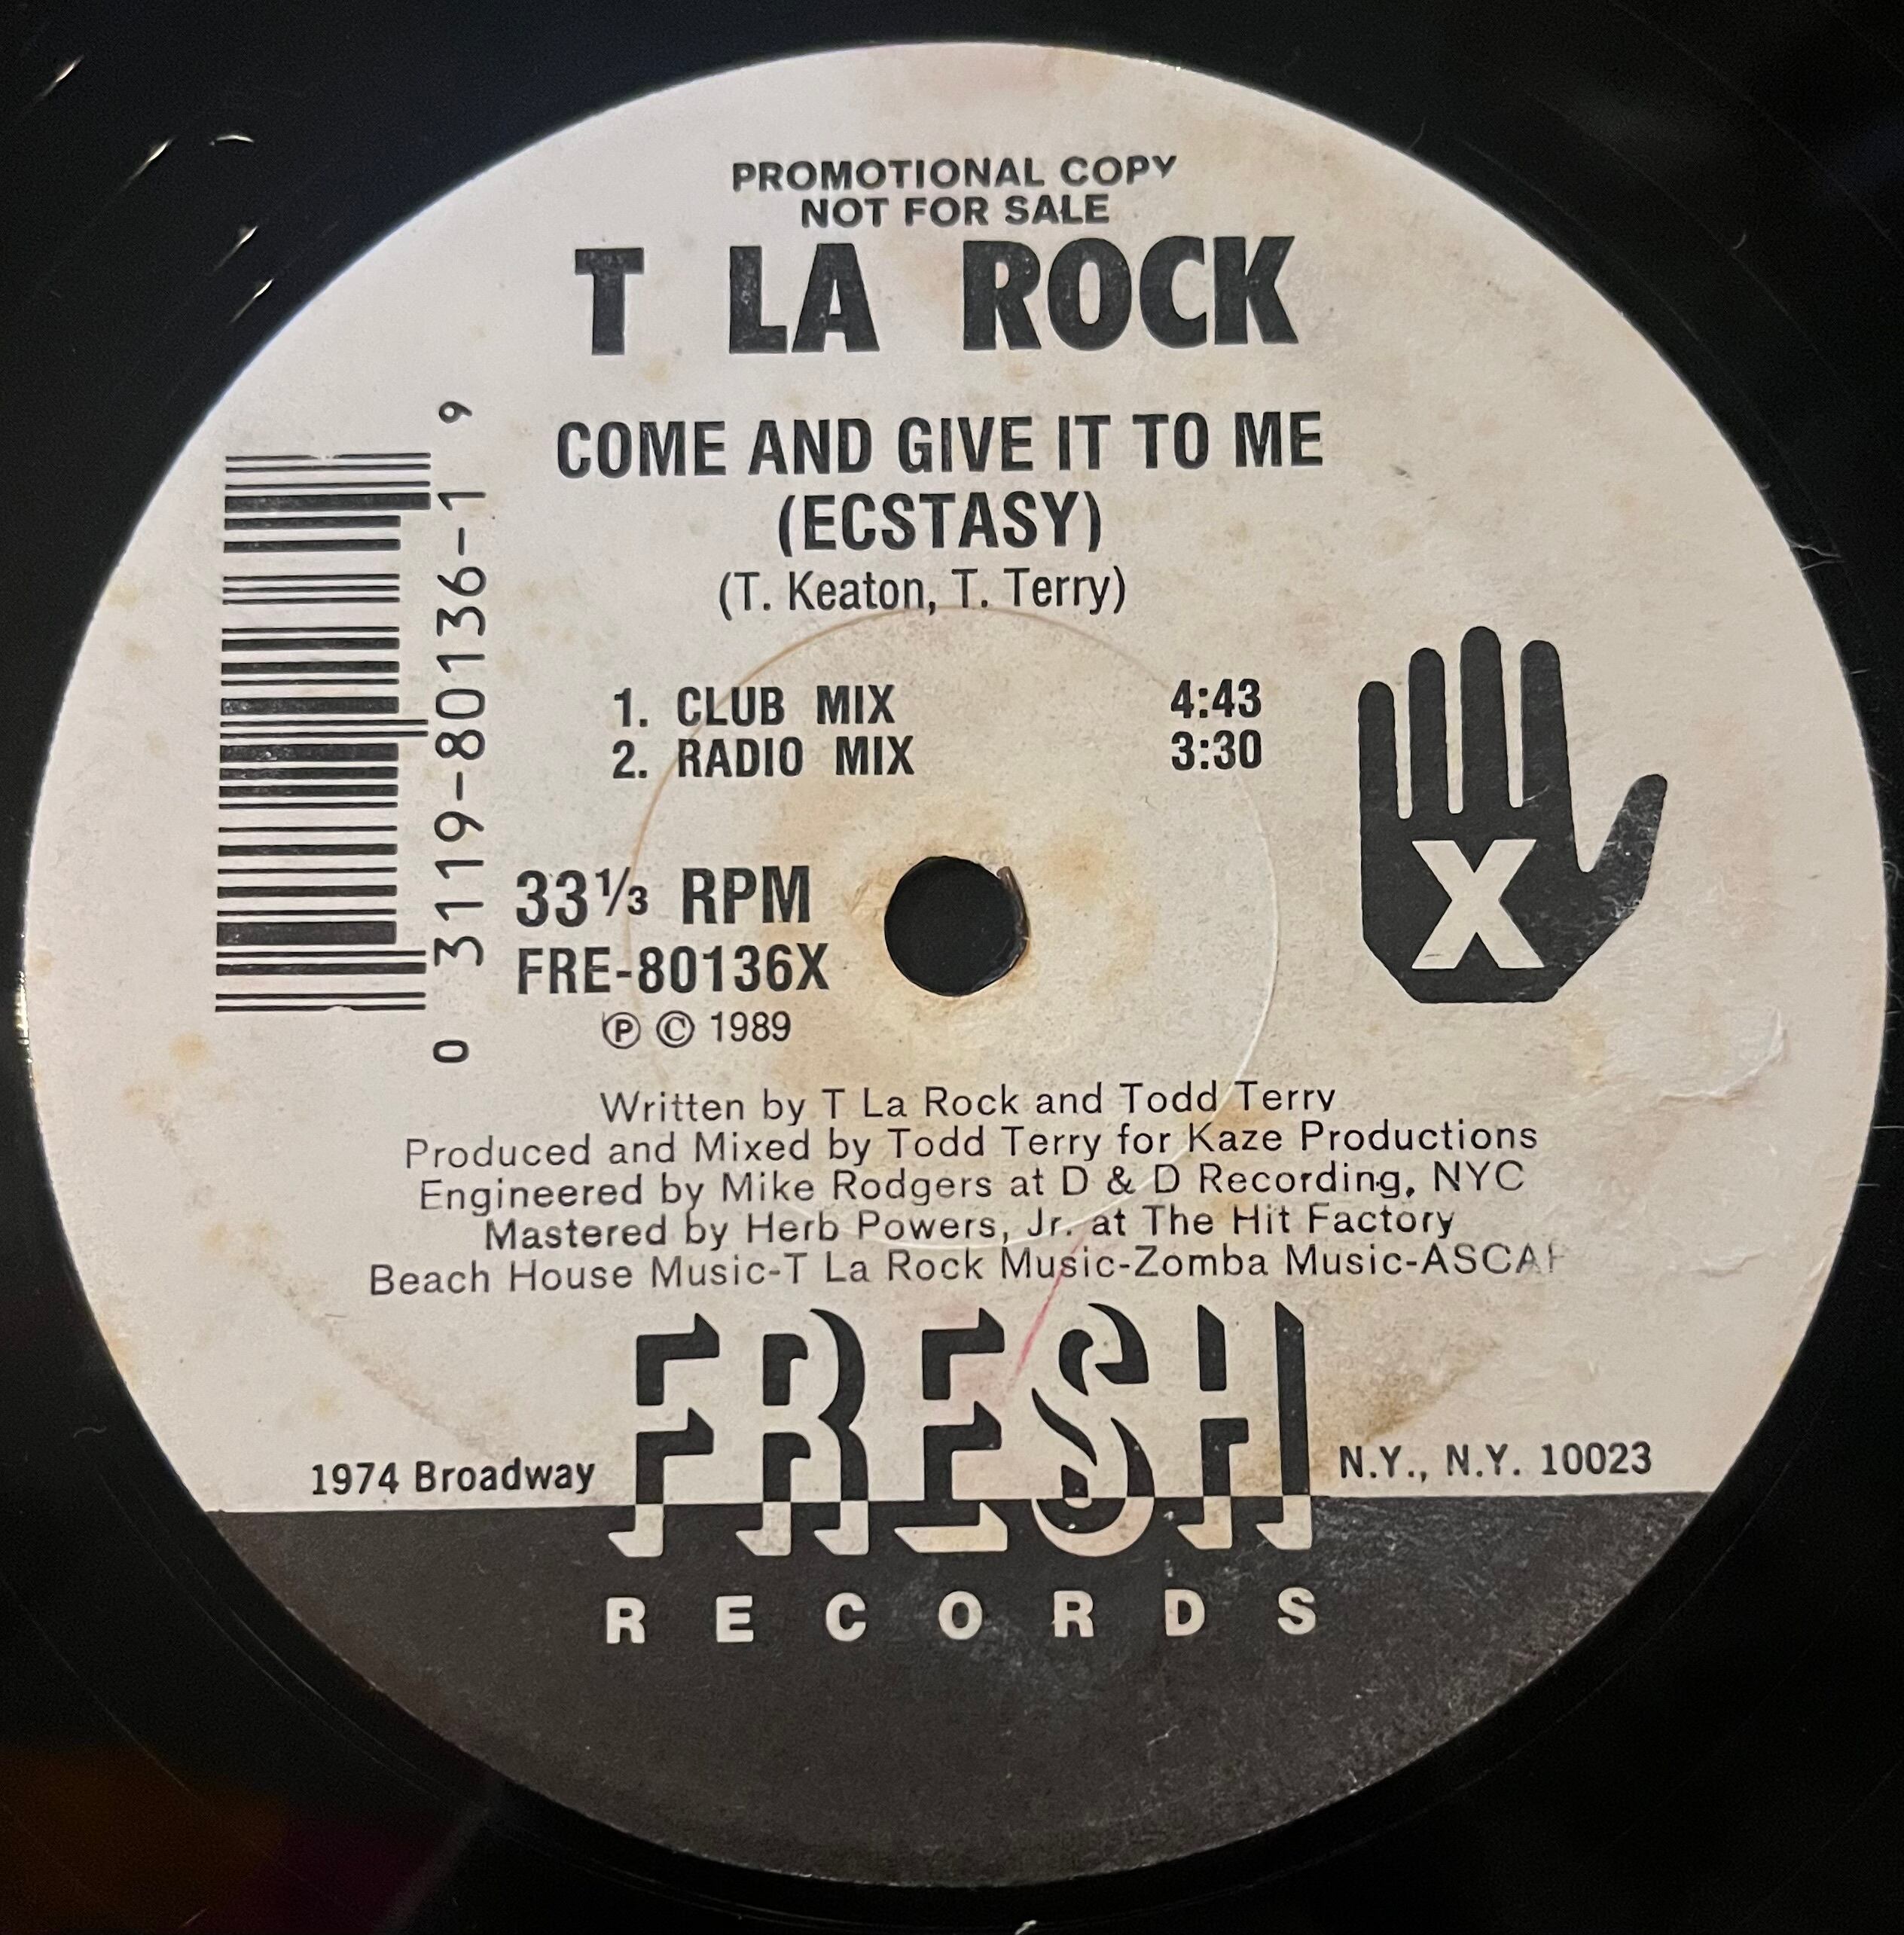 PROMOTIONAL COPY
NOT FOR SALE
T LA ROCK
COME AND GIVE IT TO ME
(ECSTASY)
(T. Keaton, T. Terry)
1. CLUB MIX 4:43
2. RADIO MIX 3:30
X
0 3119-80136-1 9
33⅓ RPM
FRE-80136X
Ⓟ © 1989
Written by T La Rock and Todd Terry
Produced and Mixed by Todd Terry for Kaze Productions
Engineered by Mike Rodgers at D & D Recording, NYC
Mastered by Herb Powers, Jr. at The Hit Factory
Beach House Music-T La Rock Music-Zomba Music-ASCAP
FRESH
1974 Broadway N.Y., N.Y. 10023
RECORDS